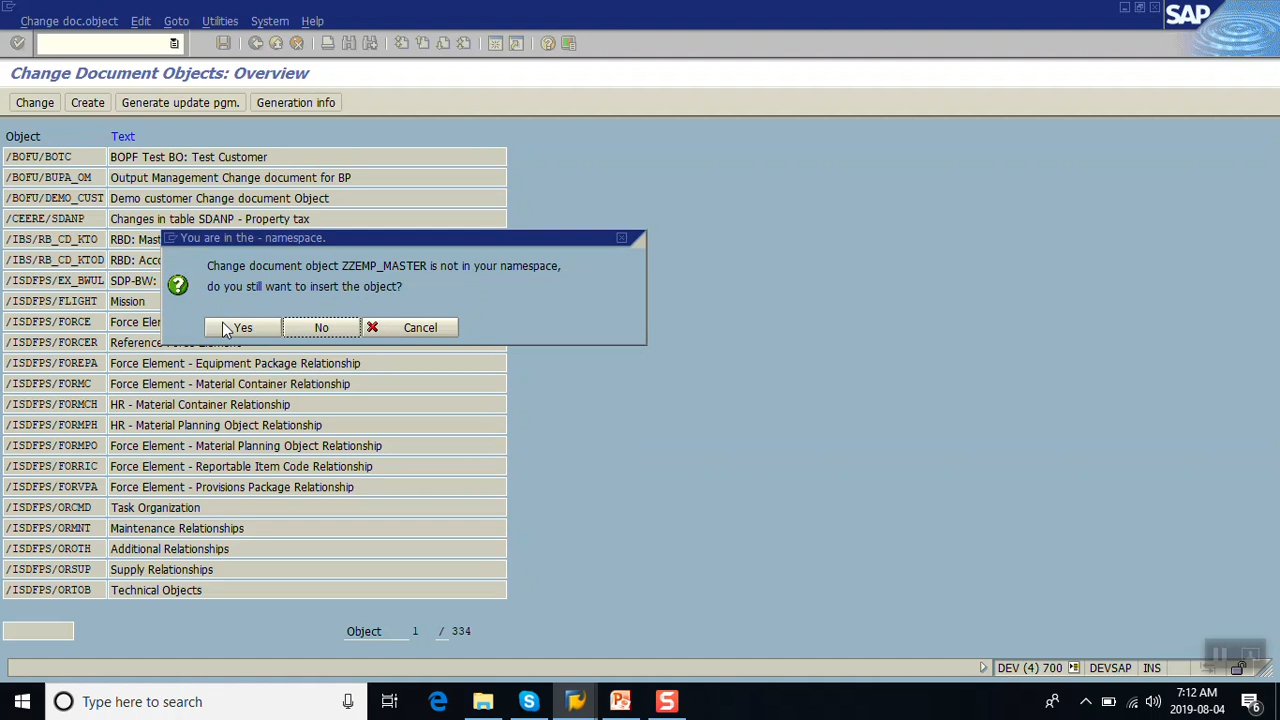 Change doc.object Edit Goto Utilities System Help
SAP
Change Document Objects: Overview
Change Create Generate update pgm. Generation info
Object Text
/BOFU/BOTC BOPF Test BO: Test Customer
/BOFU/BUPA_OM Output Management Change document for BP
/BOFU/DEMO_CUST Demo customer Change document Object
/CEERE/SDANP Changes in table SDANP - Property tax
/IBS/RB_CD_KTO RBD: Mas
/IBS/RB_CD_KTOD RBD: Acco
/ISDFPS/EX_BWUL SDP-BW:
/ISDFPS/FLIGHT Mission
/ISDFPS/FORCE Force Eler
/ISDFPS/FORCER
You are in the - namespace.
Change document object ZZEMP_MASTER is not in your namespace,
do you still want to insert the object?
Yes No Cancel
/ISDFPS/FOREPA Force Element - Equipment Package Relationship
/ISDFPS/FORMC Force Element - Material Container Relationship
/ISDFPS/FORMCH HR - Material Container Relationship
/ISDFPS/FORMPH HR - Material Planning Object Relationship
/ISDFPS/FORMPO Force Element - Material Planning Object Relationship
/ISDFPS/FORRIC Force Element - Reportable Item Code Relationship
/ISDFPS/FORVPA Force Element - Provisions Package Relationship
/ISDFPS/ORCMD Task Organization
/ISDFPS/ORMNT Maintenance Relationships
/ISDFPS/OROTH Additional Relationships
/ISDFPS/ORSUP Supply Relationships
/ISDFPS/ORTOB Technical Objects
Object 1 / 334
DEV (4) 700 DEVSAP INS
Type here to search
7:12 AM
2019-08-04
6